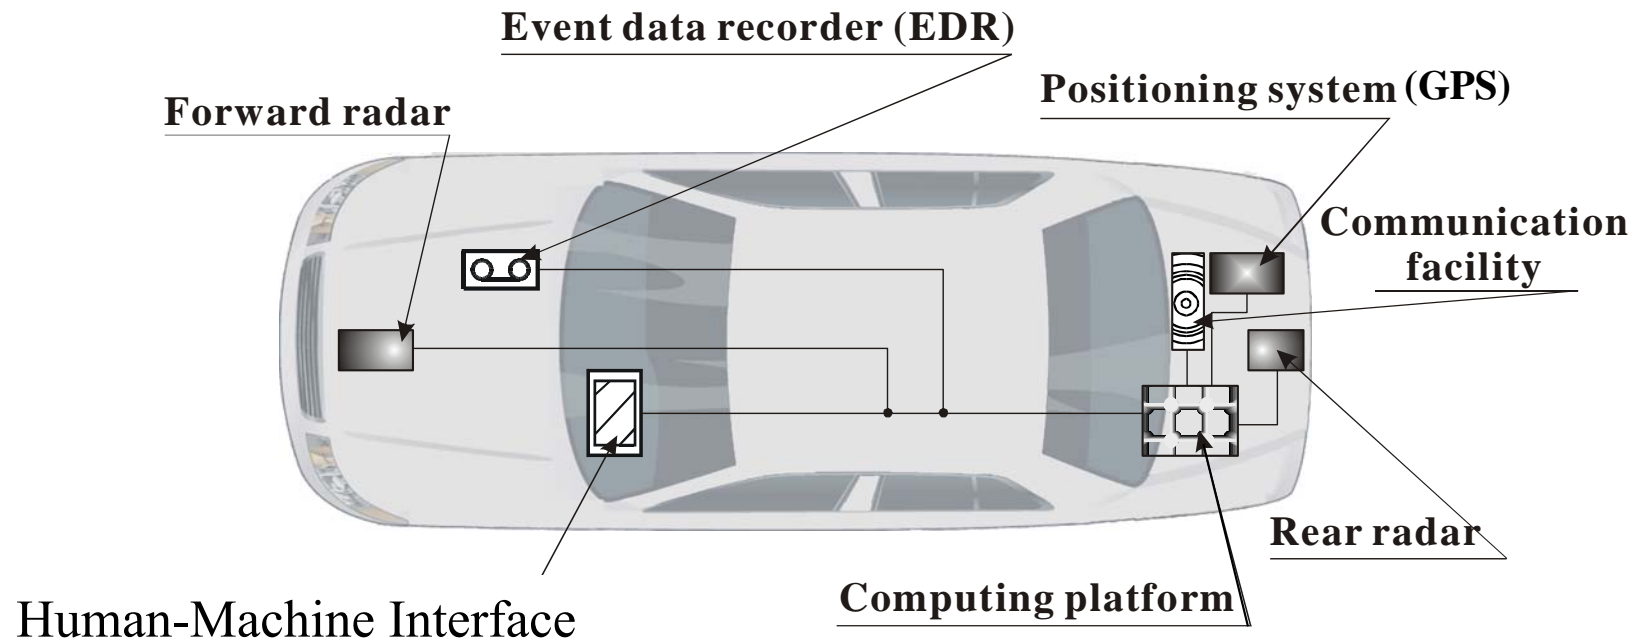 Event data recorder (EDR)
Positioning system (GPS)
Forward radar
Communication
facility
Rear radar
Computing platform
Human-Machine Interface